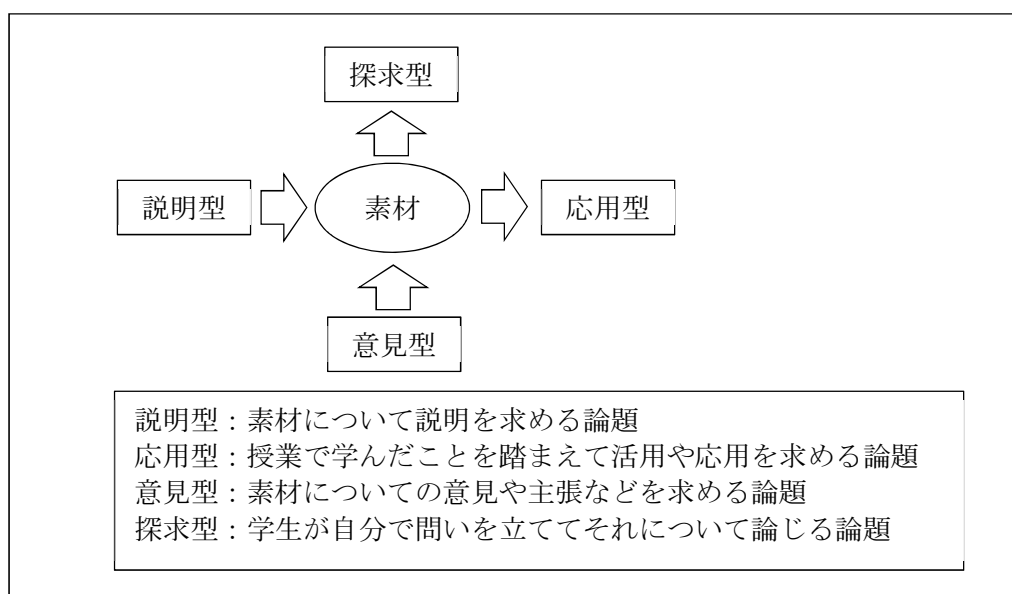 探求型
説明型
素材
応用型
意見型
説明型：素材について説明を求める論題
応用型：授業で学んだことを踏まえて活用や応用を求める論題
意見型：素材についての意見や主張などを求める論題
探求型：学生が自分で問いを立ててそれについて論じる論題